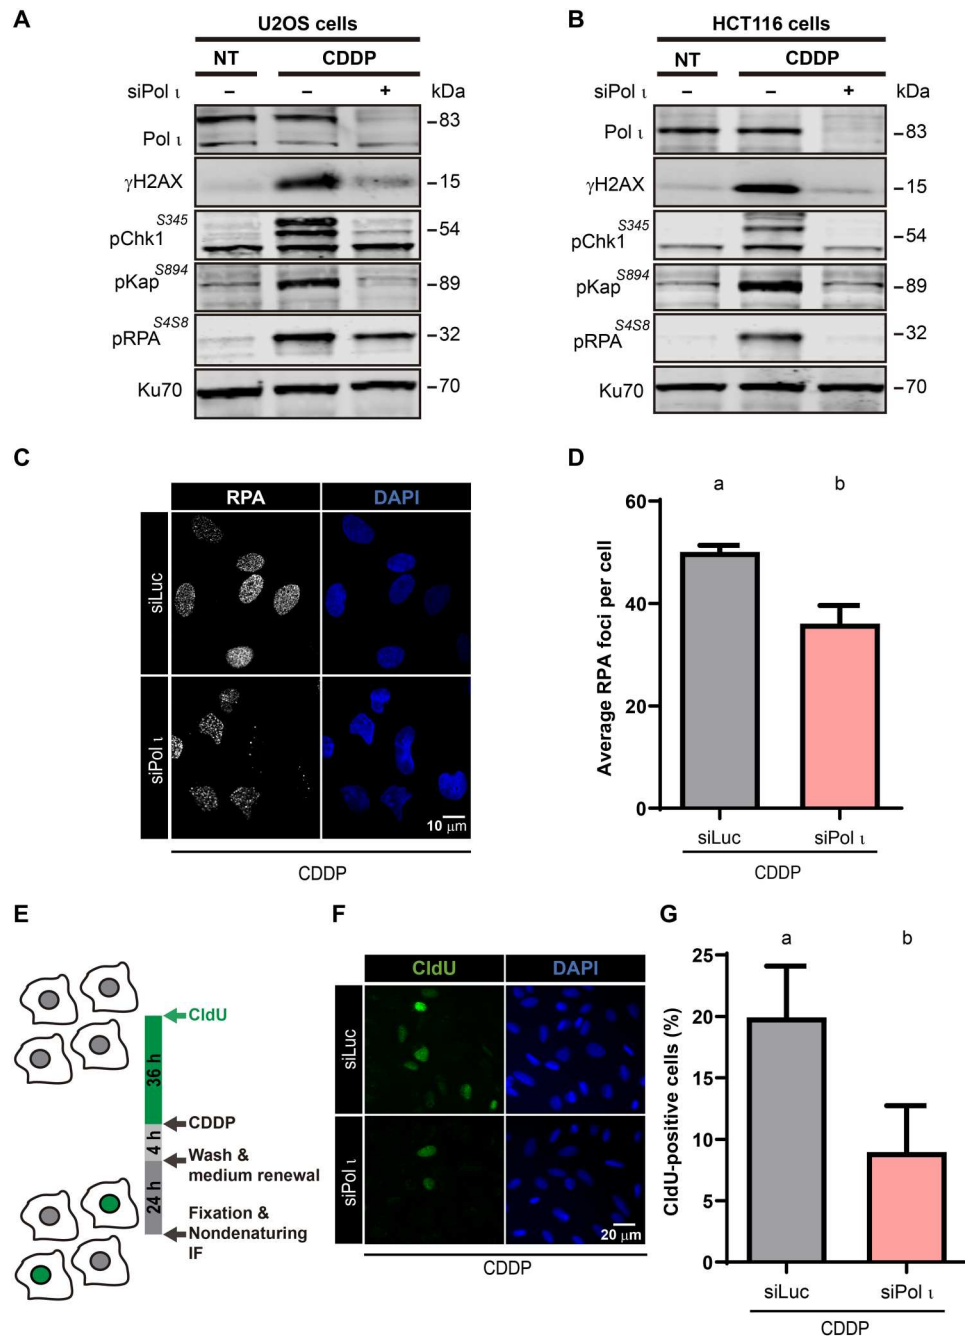 A
U2OS cells
NT CDDP
siPol ι – – + kDa
Pol ι –83
γH2AX –15
pChk1 S345 –54
pKap S894 –89
pRPA S4S8 –32
Ku70 –70
B
HCT116 cells
NT CDDP
siPol ι – – + kDa
Pol ι –83
γH2AX –15
pChk1 S345 –54
pKap S894 –89
pRPA S4S8 –32
Ku70 –70
C
RPA DAPI
siLuc
siPol ι
10 μm
CDDP
D
a b
Average RPA foci per cell
60
40
20
0
siLuc siPol ι
CDDP
E
CldU
36 h
CDDP
4 h
Wash &
medium renewal
24 h
Fixation &
Nondenaturing
IF
F
CldU DAPI
siLuc
siPol ι
20 μm
CDDP
G
a b
CldU-positive cells (%)
25
20
15
10
5
0
siLuc siPol ι
CDDP